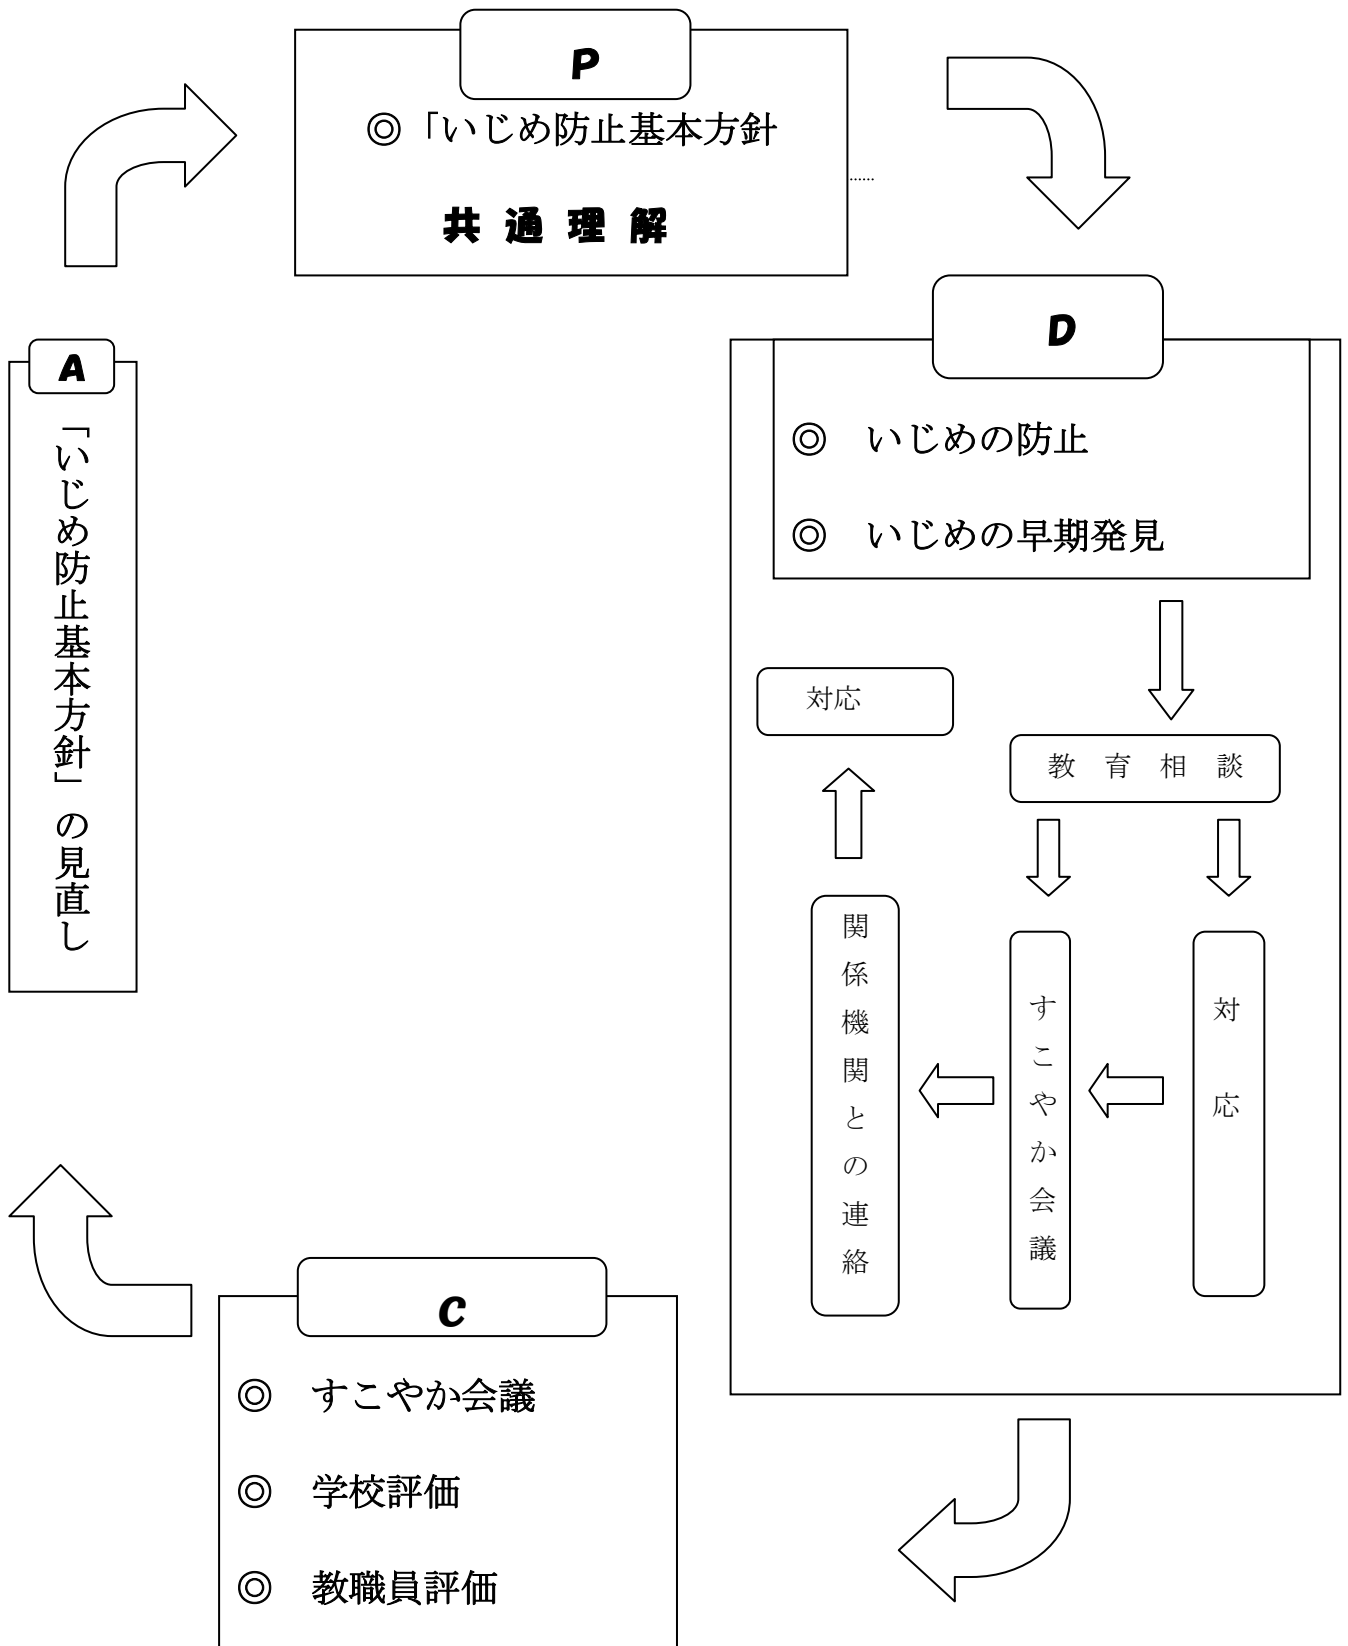 P
◎「いじめ防止基本方針
共通理解
D
◎　いじめの防止
◎　いじめの早期発見
教育相談
対応
すこやか会議
関係機関との連絡
対応
C
◎　すこやか会議
◎　学校評価
◎　教職員評価
A
「いじめ防止基本方針」の見直し